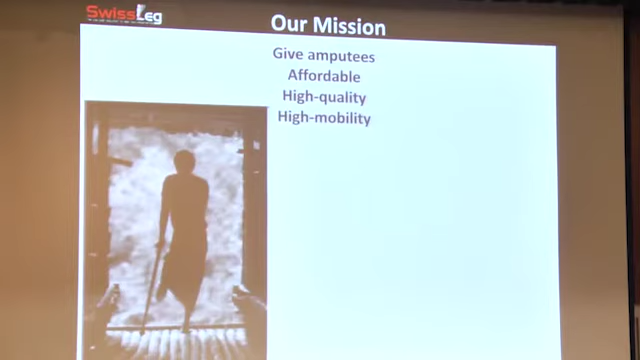 SwissLeg
Our Mission
Give amputees
Affordable
High-quality
High-mobility